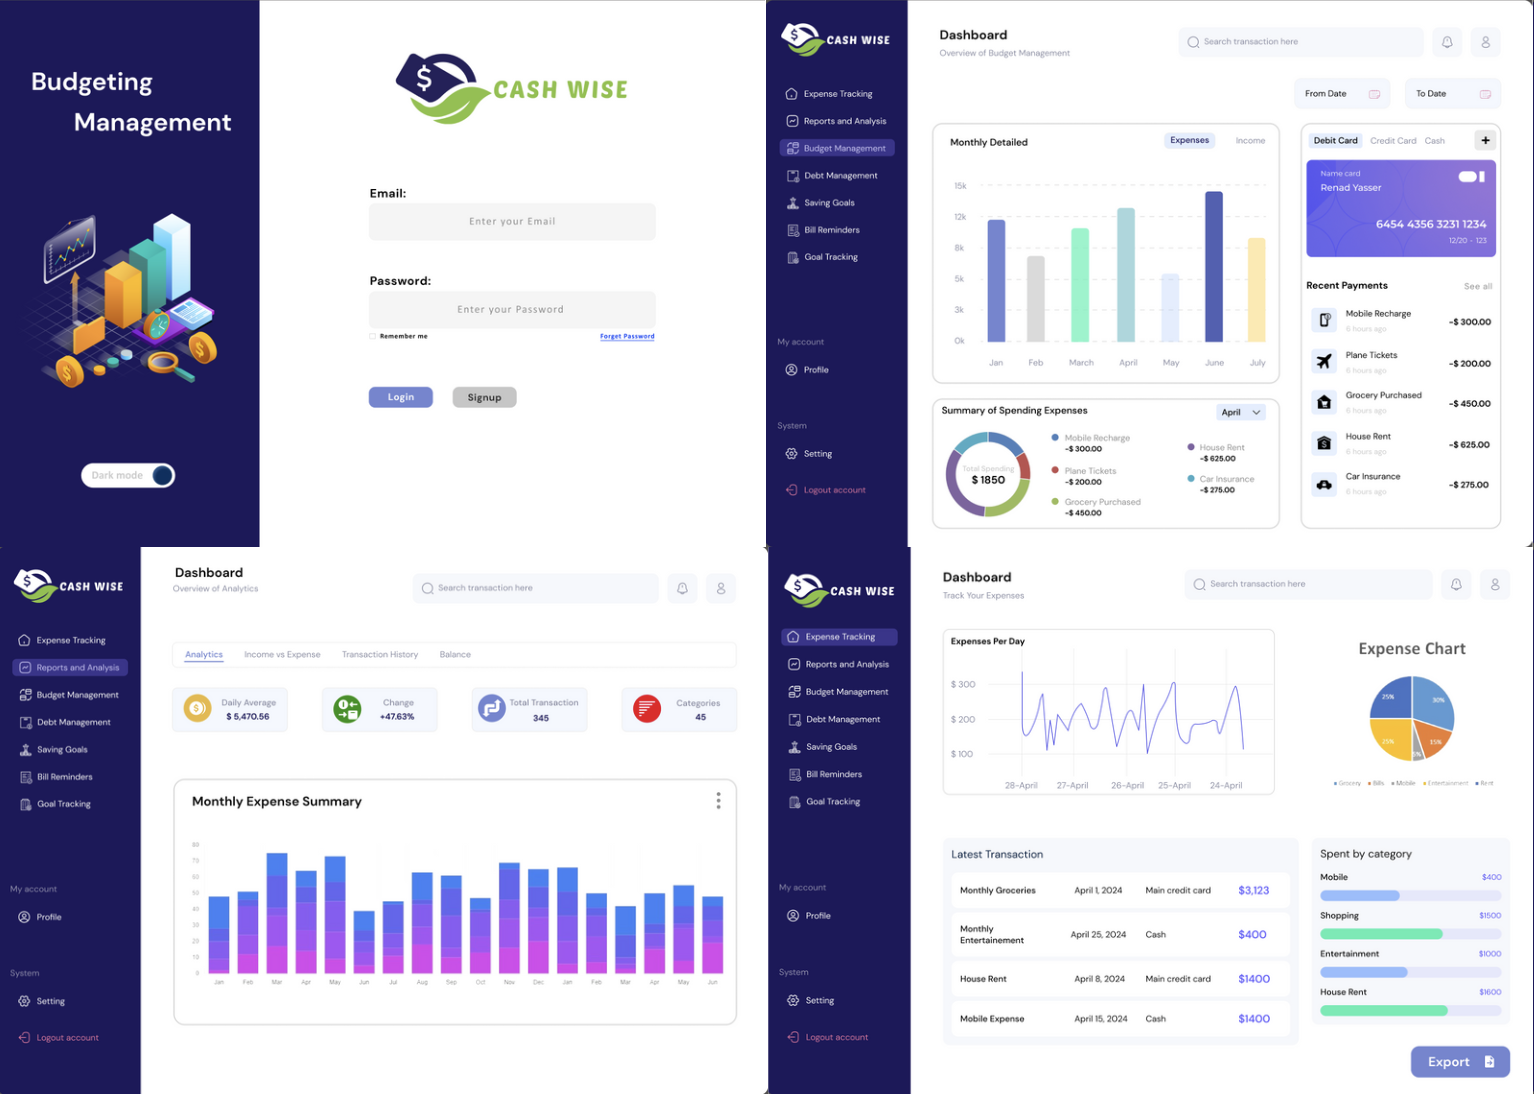 Budgeting
Management
Dark mode
CASH WISE
Email:
Enter your Email
Password:
Enter your Password
Remember me
Forget Password
Login
Signup
CASH WISE
Expense Tracking
Reports and Analysis
Budget Management
Debt Management
Saving Goals
Bill Reminders
Goal Tracking
My account
Profile
System
Setting
Logout account
Dashboard
Overview of Budget Management
Search transaction here
From Date
To Date
Monthly Detailed
Expenses
Income
15k
12k
8k
5k
3k
0k
Jan Feb March April May June July
Summary of Spending Expenses
April
Total Spending
$ 1850
Mobile Recharge
-$ 300.00
Plane Tickets
-$ 200.00
Grocery Purchased
-$ 450.00
House Rent
-$ 625.00
Car Insurance
-$ 275.00
Debit Card Credit Card Cash +
Name card
Renad Yasser
6454 4356 3231 1234
12/20 - 123
Recent Payments
See all
Mobile Recharge
6 hours ago
-$ 300.00
Plane Tickets
6 hours ago
-$ 200.00
Grocery Purchased
6 hours ago
-$ 450.00
House Rent
6 hours ago
-$ 625.00
Car Insurance
6 hours ago
-$ 275.00
CASH WISE
Expense Tracking
Reports and Analysis
Budget Management
Debt Management
Saving Goals
Bill Reminders
Goal Tracking
My account
Profile
System
Setting
Logout account
Dashboard
Overview of Analytics
Search transaction here
Analytics Income vs Expense Transaction History Balance
Daily Average
$ 5,470.56
Change
+47.63%
Total Transaction
345
Categories
45
Monthly Expense Summary
80
70
60
50
40
30
20
10
0
Jan Feb Mar Apr May Jun Jul Aug Sep Oct Nov Dec Jan Feb Mar Apr May Jun
CASH WISE
Expense Tracking
Reports and Analysis
Budget Management
Debt Management
Saving Goals
Bill Reminders
Goal Tracking
My account
Profile
System
Setting
Logout account
Dashboard
Track Your Expenses
Search transaction here
Expenses Per Day
$ 300
$ 200
$ 100
28-April 27-April 26-April 25-April 24-April
Expense Chart
25%
30%
25%
15%
5%
Grocery Bills Mobile Entertainment Rent
Latest Transaction
Monthly Groceries April 1, 2024 Main credit card $3,123
Monthly
Entertainement April 25, 2024 Cash $400
House Rent April 8, 2024 Main credit card $1400
Mobile Expense April 15, 2024 Cash $1400
Spent by category
Mobile $400
Shopping $1500
Entertainment $1000
House Rent $1600
Export